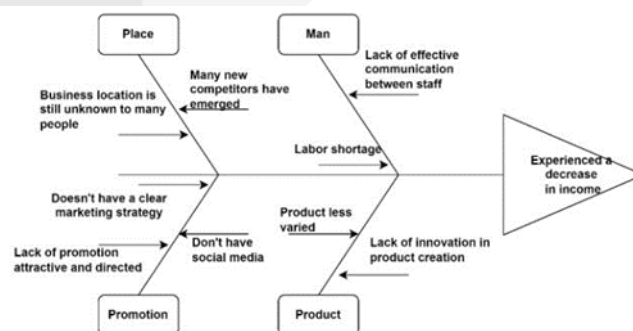 Place
Man
Many new
competitors have
emerged
Lack of effective
communication
between staff
Business location is
still unknown to many
people
Labor shortage
Experienced a
decrease
in income
Doesn't have a clear
marketing strategy
Product less
varied
Lack of promotion
attractive and directed
Don't have
social media
Lack of innovation in
product creation
Promotion
Product